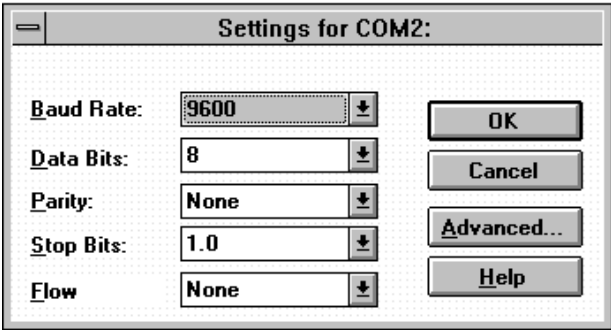 Settings for COM2:
Baud Rate: 9600
Data Bits: 8
Parity: None
Stop Bits: 1.0
Flow None
OK
Cancel
Advanced...
Help